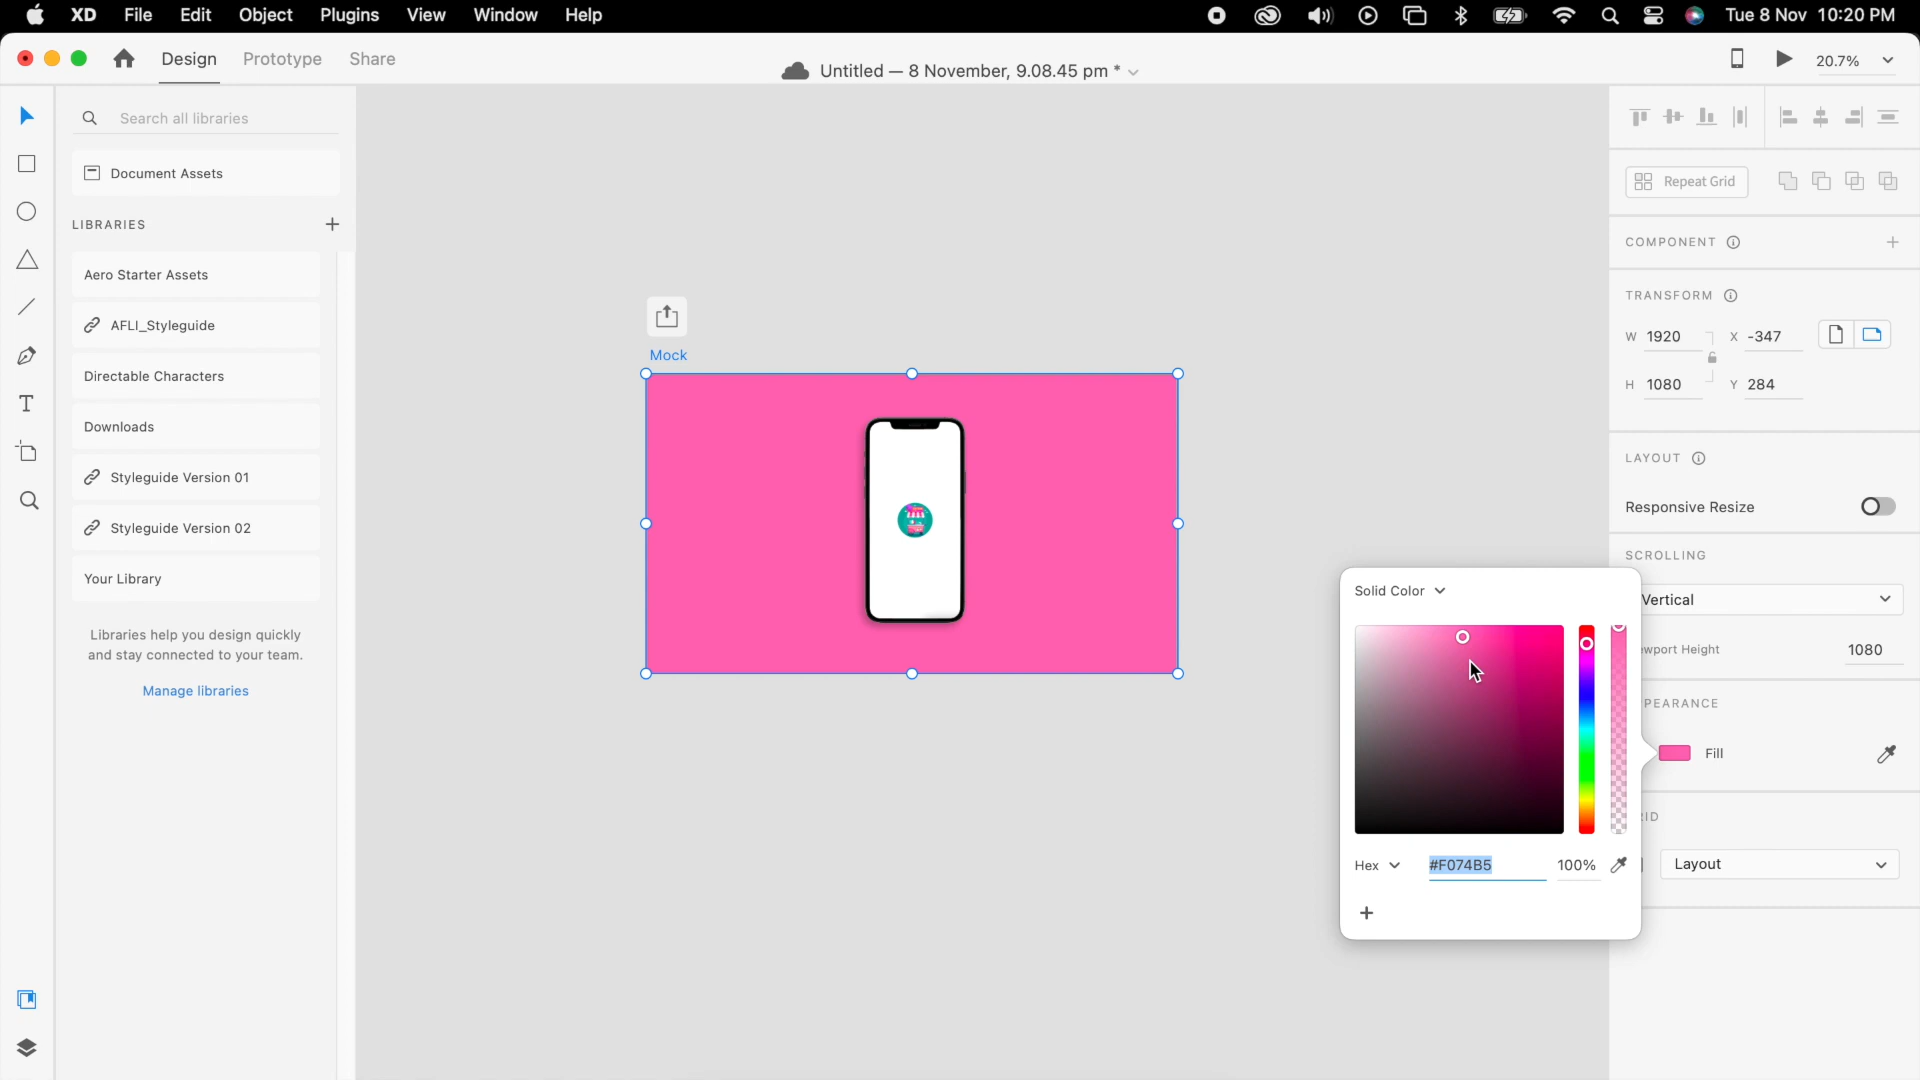 XD File Edit Object Plugins View Window Help Tue 8 Nov 10:20 PM
Design Prototype Share
Untitled — 8 November, 9.08.45 pm *
20.7%
Search all libraries
Document Assets
LIBRARIES
Aero Starter Assets
AFLI_Styleguide
Directable Characters
Downloads
Styleguide Version 01
Styleguide Version 02
Your Library
Libraries help you design quickly
and stay connected to your team.
Manage libraries
Mock
Repeat Grid
COMPONENT
TRANSFORM
W 1920 X -347
H 1080 Y 284
LAYOUT
Responsive Resize
SCROLLING
Vertical
ewport Height 1080
PEARANCE
Fill
ID
Layout
Solid Color
Hex #F074B5 100%